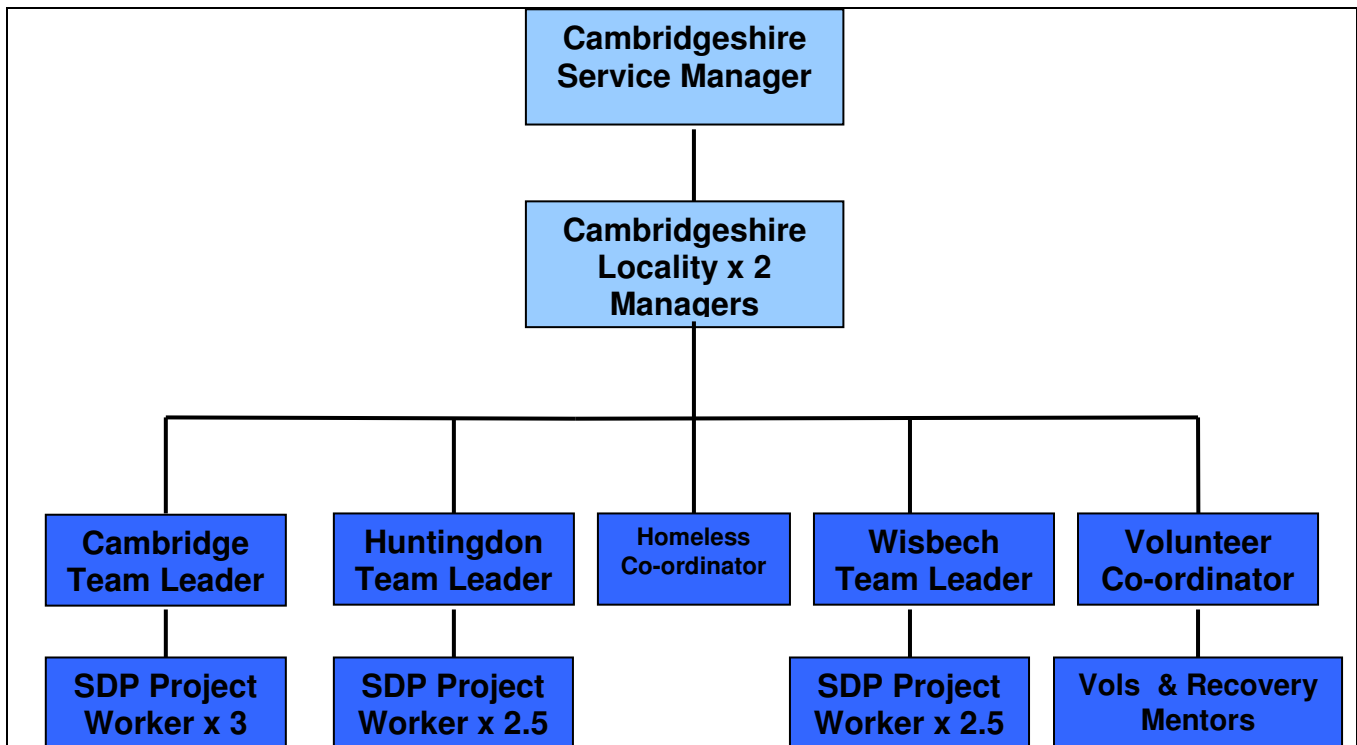 Cambridgeshire
Service Manager
Cambridgeshire
Locality x 2
Managers
Cambridge
Team Leader
Huntingdon
Team Leader
Homeless
Co-ordinator
Wisbech
Team Leader
Volunteer
Co-ordinator
SDP Project
Worker x 3
SDP Project
Worker x 2.5
SDP Project
Worker x 2.5
Vols & Recovery
Mentors